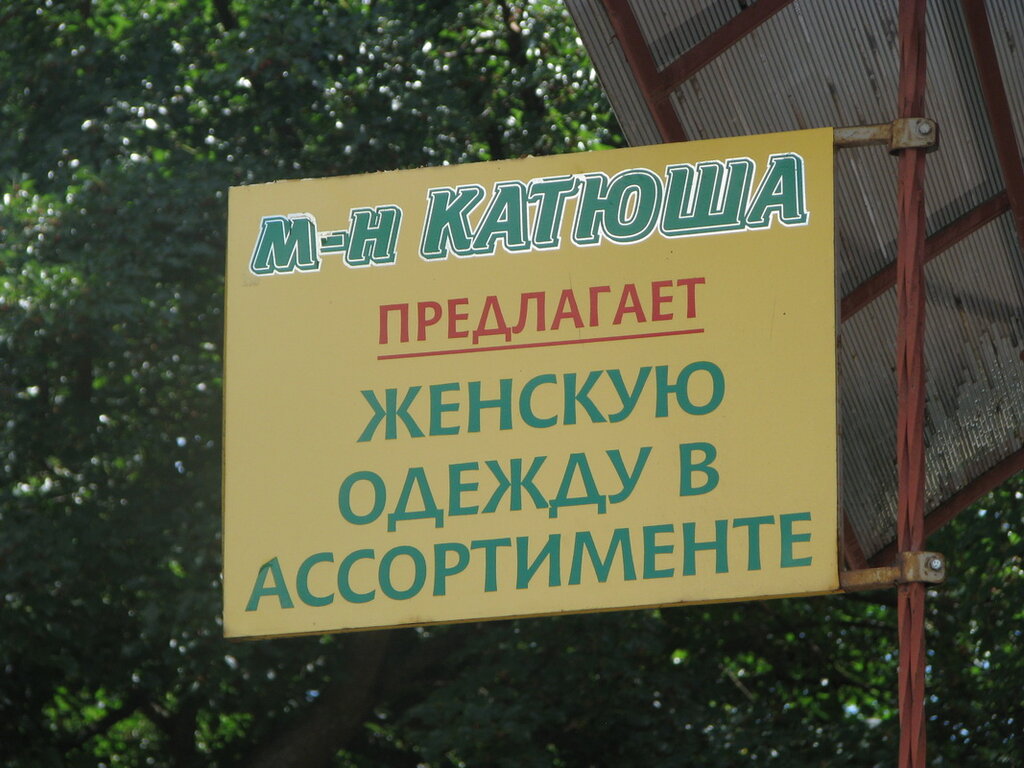 М-Н КАТЮША
ПРЕДЛАГАЕТ
ЖЕНСКУЮ
ОДЕЖДУ В
АССОРТИМЕНТЕ